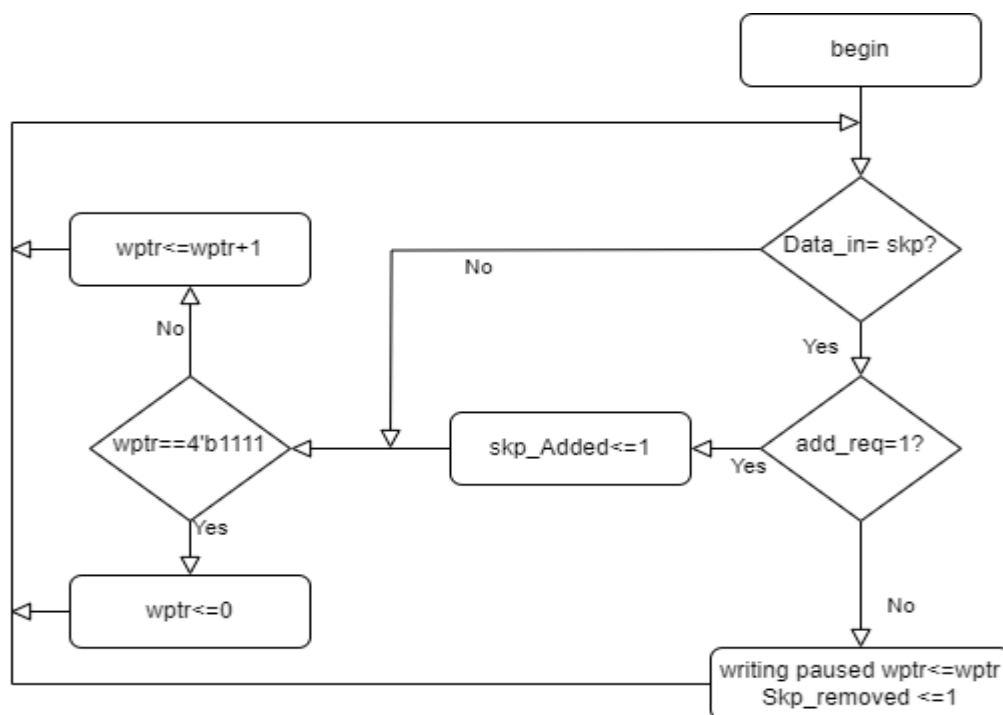 begin
Data_in= skp?
No
Yes
wptr<=wptr+1
No
wptr==4'b1111
skp_Added<=1
Yes
add_req=1?
Yes
wptr<=0
No
writing paused wptr<=wptr
Skp_removed <=1